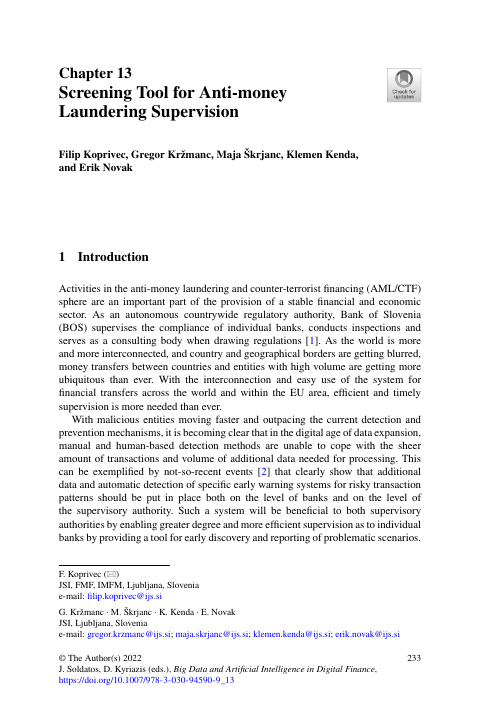 Chapter 13
Screening Tool for Anti-money
Laundering Supervision
Check for
updates
Filip Koprivec, Gregor Kržmanc, Maja Škrjanc, Klemen Kenda,
and Erik Novak
1 Introduction
Activities in the anti-money laundering and counter-terrorist financing (AML/CTF)
sphere are an important part of the provision of a stable financial and economic
sector. As an autonomous countrywide regulatory authority, Bank of Slovenia
(BOS) supervises the compliance of individual banks, conducts inspections and
serves as a consulting body when drawing regulations [1]. As the world is more
and more interconnected, and country and geographical borders are getting blurred,
money transfers between countries and entities with high volume are getting more
ubiquitous than ever. With the interconnection and easy use of the system for
financial transfers across the world and within the EU area, efficient and timely
supervision is more needed than ever.
With malicious entities moving faster and outpacing the current detection and
prevention mechanisms, it is becoming clear that in the digital age of data expansion,
manual and human-based detection methods are unable to cope with the sheer
amount of transactions and volume of additional data needed for processing. This
can be exemplified by not-so-recent events [2] that clearly show that additional
data and automatic detection of specific early warning systems for risky transaction
patterns should be put in place both on the level of banks and on the level of
the supervisory authority. Such a system will be beneficial to both supervisory
authorities by enabling greater degree and more efficient supervision as to individual
banks by providing a tool for early discovery and reporting of problematic scenarios.
F. Koprivec (✉)
JSI, FMF, IMFM, Ljubljana, Slovenia
e-mail: filip.koprivec@ijs.si
G. Kržmanc · M. Škrjanc · K. Kenda · E. Novak
JSI, Ljubljana, Slovenia
e-mail: gregor.krzmanc@ijs.si; maja.skrjanc@ijs.si; klemen.kenda@ijs.si; erik.novak@ijs.si
© The Author(s) 2022 233
J. Soldatos, D. Kyriazis (eds.), Big Data and Artificial Intelligence in Digital Finance,
https://doi.org/10.1007/978-3-030-94590-9_13